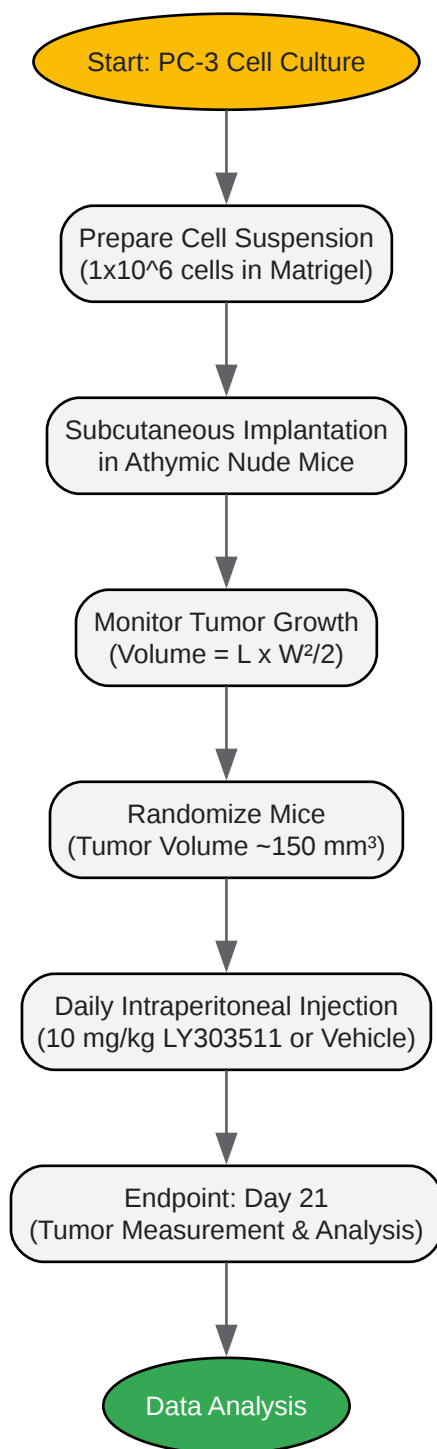 Start: PC-3 Cell Culture
Prepare Cell Suspension
(1x10^6 cells in Matrigel)
Subcutaneous Implantation
in Athymic Nude Mice
Monitor Tumor Growth
(Volume = L x W²/2)
Randomize Mice
(Tumor Volume ~150 mm³)
Daily Intraperitoneal Injection
(10 mg/kg LY303511 or Vehicle)
Endpoint: Day 21
(Tumor Measurement & Analysis)
Data Analysis